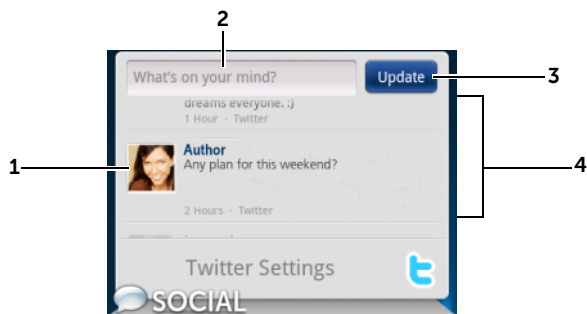 2
What's on your mind?
Update
3
dreams everyone. :)
1 Hour · Twitter
4
1
Author
Any plan for this weekend?
2 Hours · Twitter
Twitter Settings
t
SOCIAL